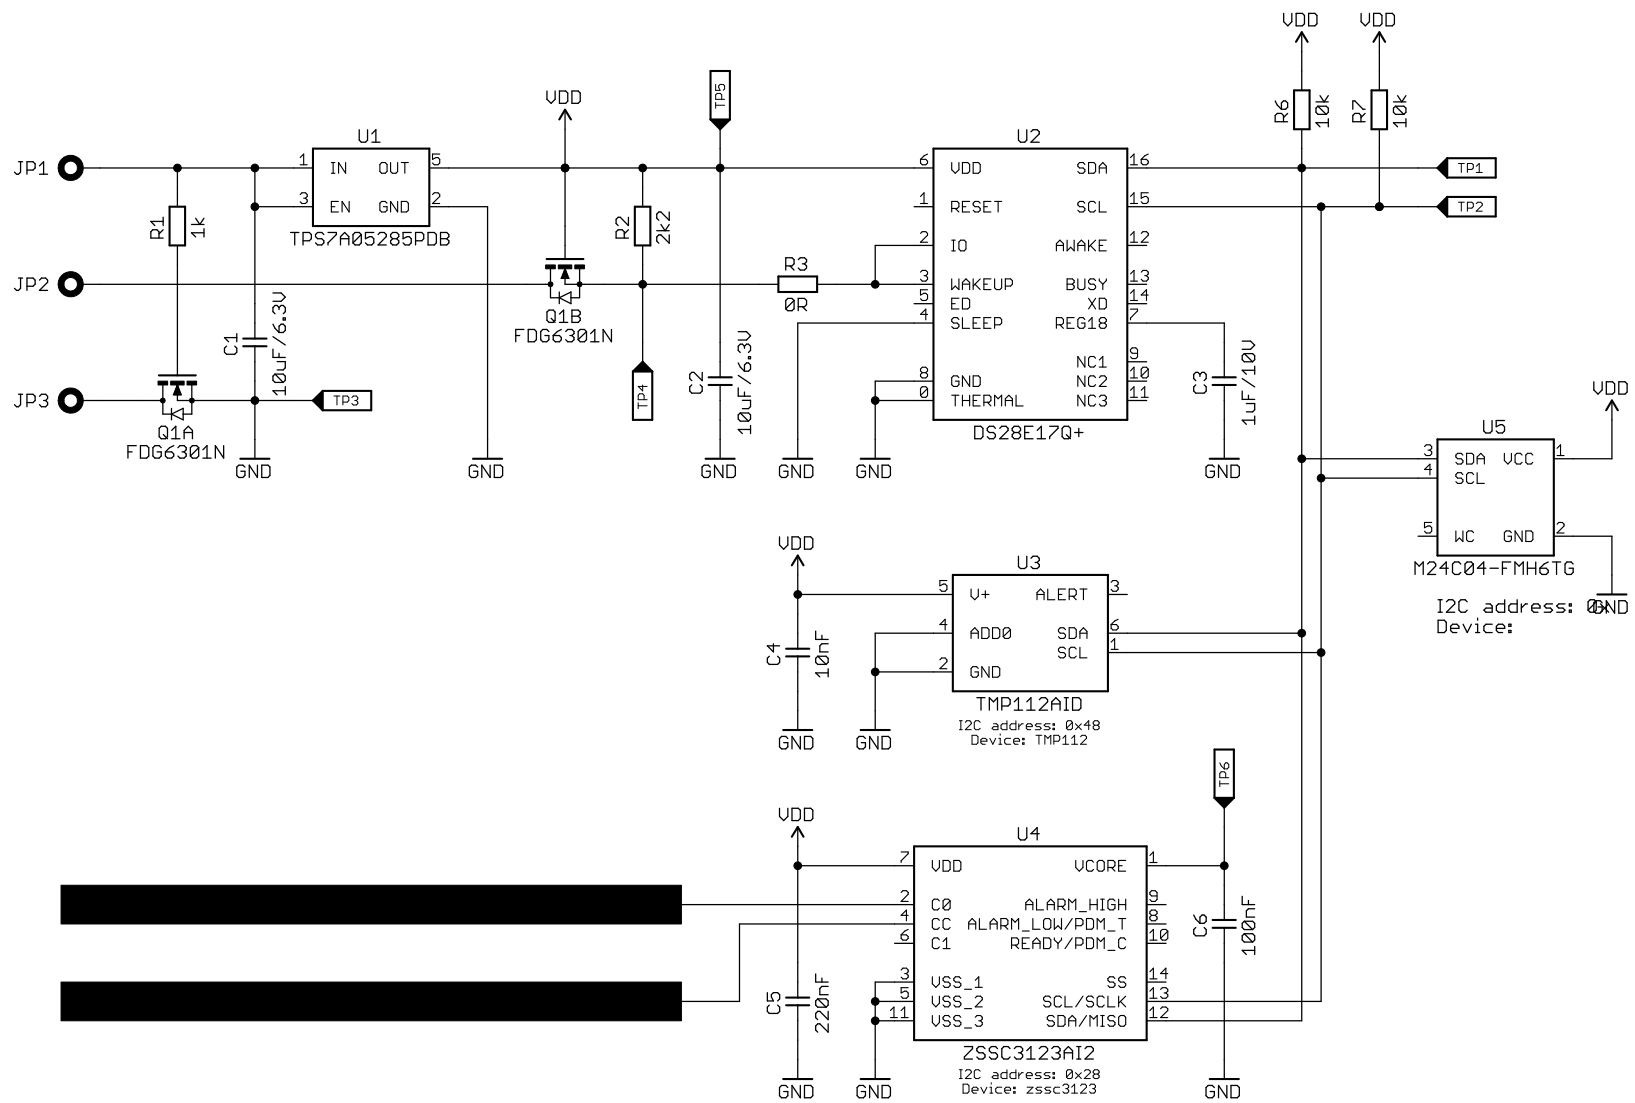 VDD VDD
R6 10k R7 10k
TP5
VDD
U1
U2
JP1 1 IN OUT 5
3 EN GND 2
TPS7A05285PDB
R1 1k
R2 2k2
6 VDD SDA 16 TP1
1 RESET SCL 15 TP2
2 IO AWAKE 12
3 WAKEUP BUSY 13
5 ED XD 14
4 SLEEP REG18 7
NC1 9
8 GND NC2 10
0 THERMAL NC3 11
DS28E17Q+
JP2
R3
0R
Q1B
FDG6301N
C1 10uF/6.3V
TP4
C2 10uF/6.3V
C3 1uF/10V
JP3
TP3
Q1A
FDG6301N
GND GND GND GND GND GND
VDD
U5
3 SDA VCC 1
4 SCL
5 WC GND 2
M24C04-FMH6TG
GND
I2C address: 0x
Device:
VDD
U3
5 V+ ALERT 3
4 ADD0 SDA 6
SCL 1
2 GND
TMP112AID
I2C address: 0x48
Device: TMP112
C4 10nF
GND GND
TP6
VDD
U4
7 VDD VCORE 1
2 C0 ALARM_HIGH 9
4 CC ALARM_LOW/PDM_T 8
6 C1 READY/PDM_C 10
3 VSS_1 SS 14
5 VSS_2 SCL/SCLK 13
11 VSS_3 SDA/MISO 12
ZSSC3123AI2
I2C address: 0x28
Device: zssc3123
C5 220nF
C6 100nF
GND GND GND